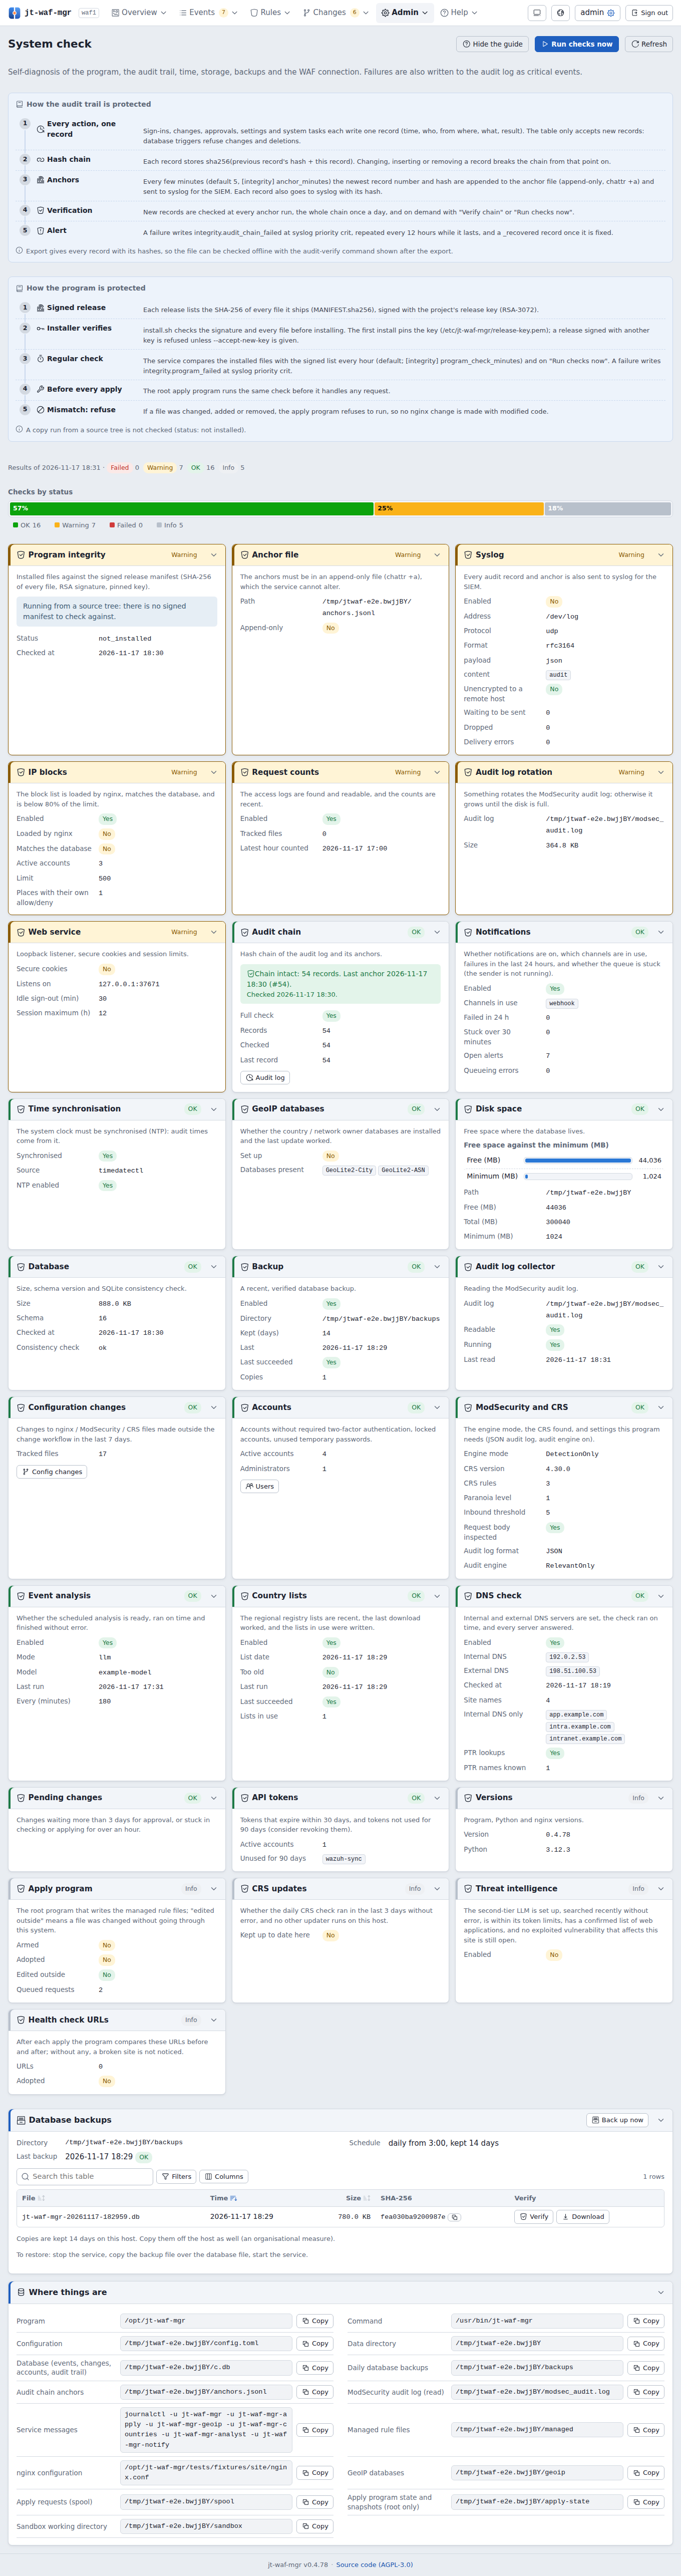 jt-waf-mgr waf1 Overview Events 7 Rules Changes 6 Admin Help admin Sign out
System check
Hide the guide Run checks now Refresh
Self-diagnosis of the program, the audit trail, time, storage, backups and the WAF connection. Failures are also written to the audit log as critical events.
How the audit trail is protected
1 Every action, one record
Sign-ins, changes, approvals, settings and system tasks each write one record (time, who, from where, what, result). The table only accepts new records: database triggers refuse changes and deletions.
2 Hash chain
Each record stores sha256(previous record's hash + this record). Changing, inserting or removing a record breaks the chain from that point on.
3 Anchors
Every few minutes (default 5, [integrity] anchor_minutes) the newest record number and hash are appended to the anchor file (append-only, chattr +a) and sent to syslog for the SIEM. Each record also goes to syslog with its hash.
4 Verification
New records are checked at every anchor run, the whole chain once a day, and on demand with "Verify chain" or "Run checks now".
5 Alert
A failure writes integrity.audit_chain_failed at syslog priority crit, repeated every 12 hours while it lasts, and a _recovered record once it is fixed.
Export gives every record with its hashes, so the file can be checked offline with the audit-verify command shown after the export.
How the program is protected
1 Signed release
Each release lists the SHA-256 of every file it ships (MANIFEST.sha256), signed with the project's release key (RSA-3072).
2 Installer verifies
install.sh checks the signature and every file before installing. The first install pins the key (/etc/jt-waf-mgr/release-key.pem); a release signed with another key is refused unless --accept-new-key is given.
3 Regular check
The service compares the installed files with the signed list every hour (default; [integrity] program_check_minutes) and on "Run checks now". A failure writes integrity.program_failed at syslog priority crit.
4 Before every apply
The root apply program runs the same check before it handles any request.
5 Mismatch: refuse
If a file was changed, added or removed, the apply program refuses to run, so no nginx change is made with modified code.
A copy run from a source tree is not checked (status: not_installed).
Results of 2026-11-17 18:31 · Failed 0 Warning 7 OK 16 Info 5
Checks by status
57% 25% 18%
OK 16 Warning 7 Failed 0 Info 5
Program integrity Warning
Installed files against the signed release manifest (SHA-256 of every file, RSA signature, pinned key).
Running from a source tree: there is no signed manifest to check against.
Status not_installed
Checked at 2026-11-17 18:30
Anchor file Warning
The anchors must be in an append-only file (chattr +a), which the service cannot alter.
Path /tmp/jtwaf-e2e.bwjjBY/anchors.jsonl
Append-only No
Syslog Warning
Every audit record and anchor is also sent to syslog for the SIEM.
Enabled No
Address /dev/log
Protocol udp
Format rfc3164
payload json
content audit
Unencrypted to a remote host No
Waiting to be sent 0
Dropped 0
Delivery errors 0
IP blocks Warning
The block list is loaded by nginx, matches the database, and is below 80% of the limit.
Enabled Yes
Loaded by nginx No
Matches the database No
Active accounts 3
Limit 500
Places with their own allow/deny 1
Request counts Warning
The access logs are found and readable, and the counts are recent.
Enabled Yes
Tracked files 0
Latest hour counted 2026-11-17 17:00
Audit log rotation Warning
Something rotates the ModSecurity audit log; otherwise it grows until the disk is full.
Audit log /tmp/jtwaf-e2e.bwjjBY/modsec_audit.log
Size 364.8 KB
Web service Warning
Loopback listener, secure cookies and session limits.
Secure cookies No
Listens on 127.0.0.1:37671
Idle sign-out (min) 30
Session maximum (h) 12
Audit chain OK
Hash chain of the audit log and its anchors.
Chain intact: 54 records. Last anchor 2026-11-17 18:30 (#54).
Checked 2026-11-17 18:30.
Full check Yes
Records 54
Checked 54
Last record 54
Audit log
Notifications OK
Whether notifications are on, which channels are in use, failures in the last 24 hours, and whether the queue is stuck (the sender is not running).
Enabled Yes
Channels in use webhook
Failed in 24 h 0
Stuck over 30 minutes 0
Open alerts 7
Queueing errors 0
Time synchronisation OK
The system clock must be synchronised (NTP): audit times come from it.
Synchronised Yes
Source timedatectl
NTP enabled Yes
GeoIP databases OK
Whether the country / network owner databases are installed and the last update worked.
Set up No
Databases present GeoLite2-City GeoLite2-ASN
Disk space OK
Free space where the database lives.
Free space against the minimum (MB)
Free (MB) 44,036
Minimum (MB) 1,024
Path /tmp/jtwaf-e2e.bwjjBY
Free (MB) 44036
Total (MB) 300040
Minimum (MB) 1024
Database OK
Size, schema version and SQLite consistency check.
Size 888.0 KB
Schema 16
Checked at 2026-11-17 18:30
Consistency check ok
Backup OK
A recent, verified database backup.
Enabled Yes
Directory /tmp/jtwaf-e2e.bwjjBY/backups
Kept (days) 14
Last 2026-11-17 18:29
Last succeeded Yes
Copies 1
Audit log collector OK
Reading the ModSecurity audit log.
Audit log /tmp/jtwaf-e2e.bwjjBY/modsec_audit.log
Readable Yes
Running Yes
Last read 2026-11-17 18:31
Configuration changes OK
Changes to nginx / ModSecurity / CRS files made outside the change workflow in the last 7 days.
Tracked files 17
Config changes
Accounts OK
Accounts without required two-factor authentication, locked accounts, unused temporary passwords.
Active accounts 4
Administrators 1
Users
ModSecurity and CRS OK
The engine mode, the CRS found, and settings this program needs (JSON audit log, audit engine on).
Engine mode DetectionOnly
CRS version 4.30.0
CRS rules 3
Paranoia level 1
Inbound threshold 5
Request body inspected Yes
Audit log format JSON
Audit engine RelevantOnly
Event analysis OK
Whether the scheduled analysis is ready, ran on time and finished without error.
Enabled Yes
Mode llm
Model example-model
Last run 2026-11-17 17:31
Every (minutes) 180
Country lists OK
The regional registry lists are recent, the last download worked, and the lists in use were written.
Enabled Yes
List date 2026-11-17 18:29
Too old No
Last run 2026-11-17 18:29
Last succeeded Yes
Lists in use 1
DNS check OK
Internal and external DNS servers are set, the check ran on time, and every server answered.
Enabled Yes
Internal DNS 192.0.2.53
External DNS 198.51.100.53
Checked at 2026-11-17 18:19
Site names 4
Internal DNS only app.example.com intra.example.com intranet.example.com
PTR lookups Yes
PTR names known 1
Pending changes OK
Changes waiting more than 3 days for approval, or stuck in checking or applying for over an hour.
API tokens OK
Tokens that expire within 30 days, and tokens not used for 90 days (consider revoking them).
Active accounts 1
Unused for 90 days wazuh-sync
Versions Info
Program, Python and nginx versions.
Version 0.4.78
Python 3.12.3
Apply program Info
The root program that writes the managed rule files; "edited outside" means a file was changed without going through this system.
Armed No
Adopted No
Edited outside No
Queued requests 2
CRS updates Info
Whether the daily CRS check ran in the last 3 days without error, and no other updater runs on this host.
Kept up to date here No
Threat intelligence Info
The second-tier LLM is set up, searched recently without error, is within its token limits, has a confirmed list of web applications, and no exploited vulnerability that affects this site is still open.
Enabled No
Health check URLs Info
After each apply the program compares these URLs before and after; without any, a broken site is not noticed.
URLs 0
Adopted No
Database backups Back up now
Directory /tmp/jtwaf-e2e.bwjjBY/backups Schedule daily from 3:00, kept 14 days
Last backup 2026-11-17 18:29 OK
Search this table Filters Columns 1 rows
File Time Size SHA-256 Verify
jt-waf-mgr-20261117-182959.db 2026-11-17 18:29 780.0 KB fea030ba9200987e Verify Download
Copies are kept 14 days on this host. Copy them off the host as well (an organisational measure).
To restore: stop the service, copy the backup file over the database file, start the service.
Where things are
Program /opt/jt-waf-mgr Copy Command /usr/bin/jt-waf-mgr Copy
Configuration /tmp/jtwaf-e2e.bwjjBY/config.toml Copy Data directory /tmp/jtwaf-e2e.bwjjBY Copy
Database (events, changes, accounts, audit trail) /tmp/jtwaf-e2e.bwjjBY/c.db Copy Daily database backups /tmp/jtwaf-e2e.bwjjBY/backups Copy
Audit chain anchors /tmp/jtwaf-e2e.bwjjBY/anchors.jsonl Copy ModSecurity audit log (read) /tmp/jtwaf-e2e.bwjjBY/modsec_audit.log Copy
Service messages journalctl -u jt-waf-mgr -u jt-waf-mgr-apply -u jt-waf-mgr-geoip -u jt-waf-mgr-countries -u jt-waf-mgr-analyst -u jt-waf-mgr-notify Copy Managed rule files /tmp/jtwaf-e2e.bwjjBY/managed Copy
nginx configuration /opt/jt-waf-mgr/tests/fixtures/site/nginx.conf Copy GeoIP databases /tmp/jtwaf-e2e.bwjjBY/geoip Copy
Apply requests (spool) /tmp/jtwaf-e2e.bwjjBY/spool Copy Apply program state and snapshots (root only) /tmp/jtwaf-e2e.bwjjBY/apply-state Copy
Sandbox working directory /tmp/jtwaf-e2e.bwjjBY/sandbox Copy
jt-waf-mgr v0.4.78 · Source code (AGPL-3.0)